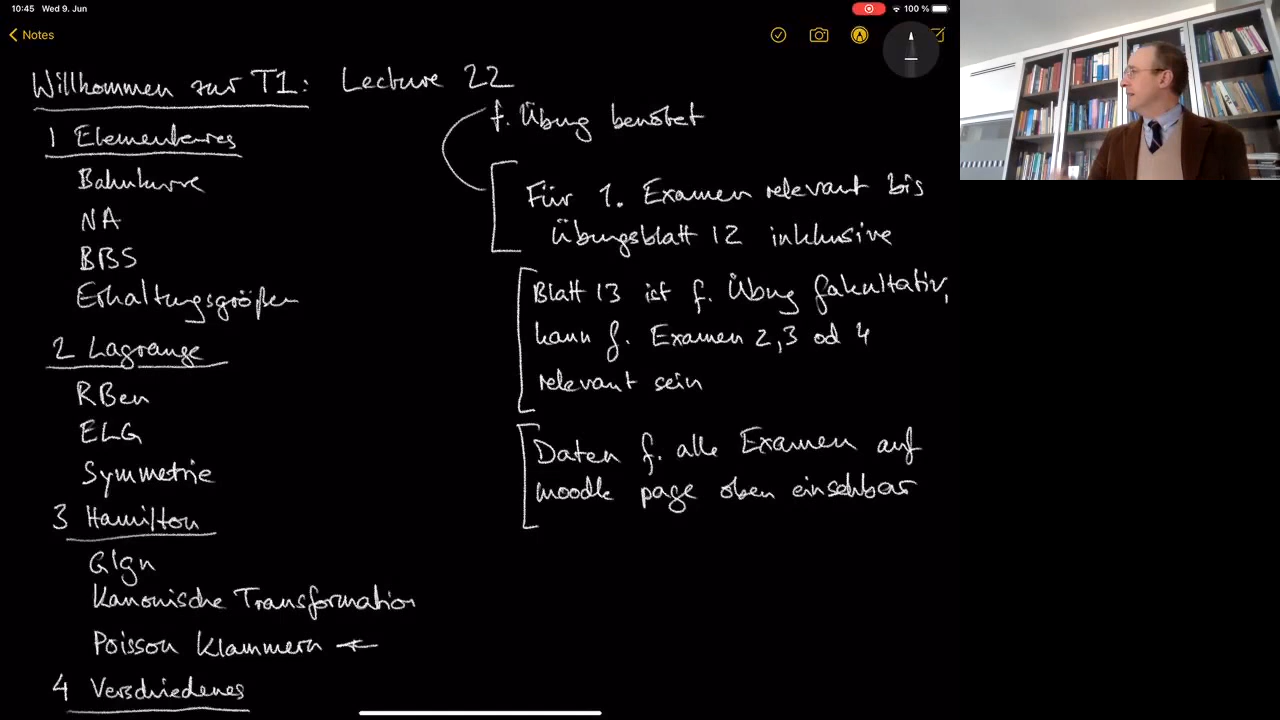 10:45 Wed 9. Jun
100 %
Notes
Willkommen zur T1: Lecture 22
1 Elementares
Bahnkurve
NA
BBS
Erhaltungsgrößen
2 Lagrange
RBen
ELG
Symmetrie
3 Hamilton
Glgn
Kanonische Transformation
Poisson Klammern ←
4 Verschiedenes
f. Übung benötet
Für 1. Examen relevant bis
Übungsblatt 12 inklusive
Blatt 13 ist f. Übung fakultativ,
kann f. Examen 2,3 od 4
relevant sein
Daten f. alle Examen auf
moodle page oben einsehbar